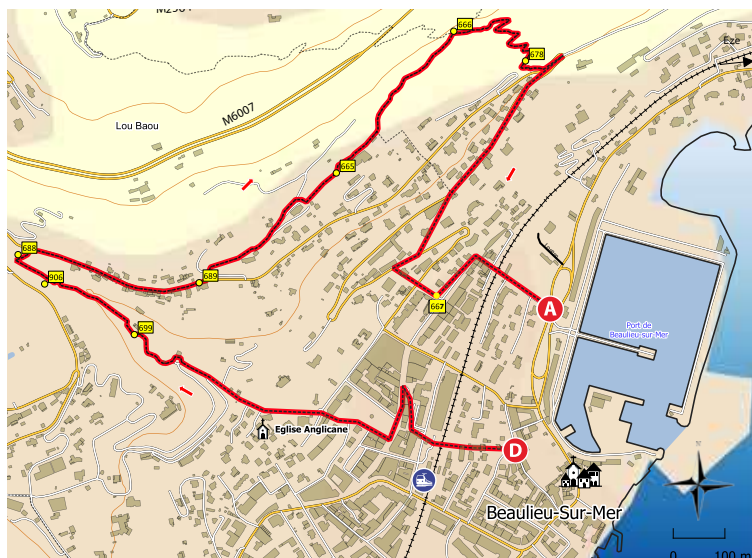 666
Eze
678
Lou Baou
M6007
665
688
689
906
667
A
699
Port de
Beaulieu-sur-Mer
Eglise Anglicane
D
Beaulieu-Sur-Mer
0 100 m